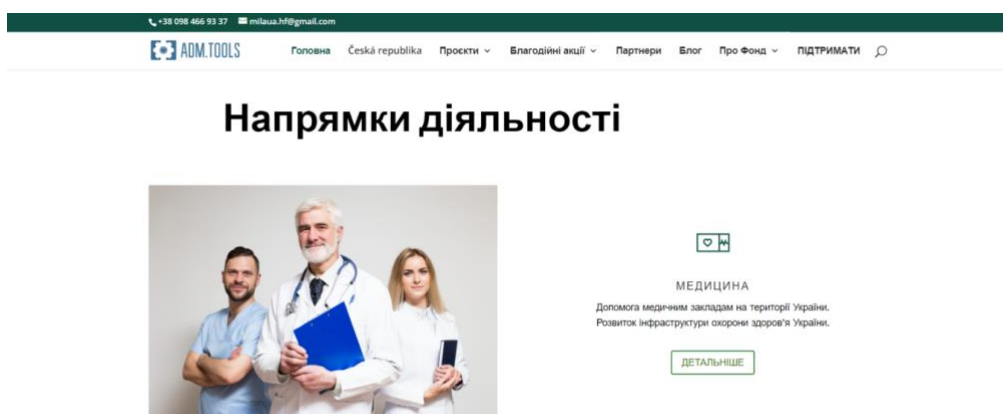 +38 098 466 93 37 milaua.hf@gmail.com
ADM.TOOLS Головна Česká republika Проєкти Благодійні акції Партнери Блог Про Фонд ПІДТРИМАТИ
Напрямки діяльності
МЕДИЦИНА
Допомога медичним закладам на території України.
Розвиток інфраструктури охорони здоров'я України.
ДЕТАЛЬНІШЕ